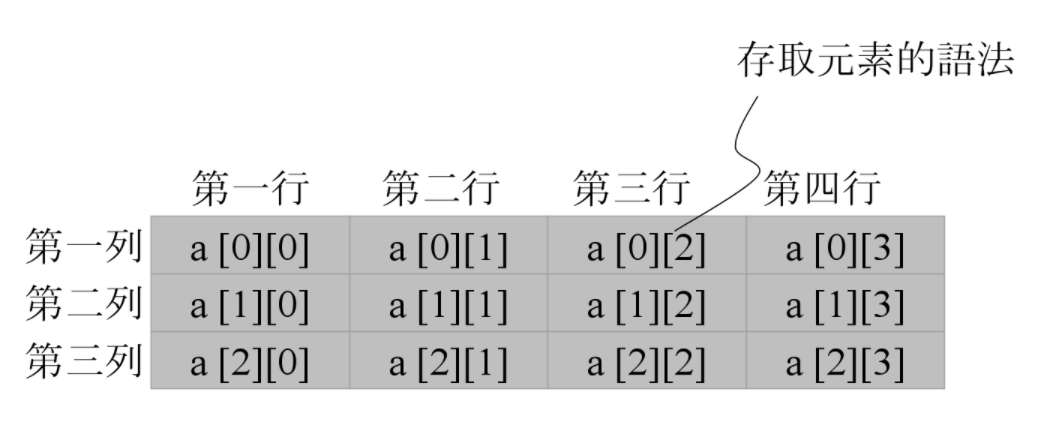 存取元素的語法
第一行 第二行 第三行 第四行
第一列 a [0][0] a [0][1] a [0][2] a [0][3]
第二列 a [1][0] a [1][1] a [1][2] a [1][3]
第三列 a [2][0] a [2][1] a [2][2] a [2][3]